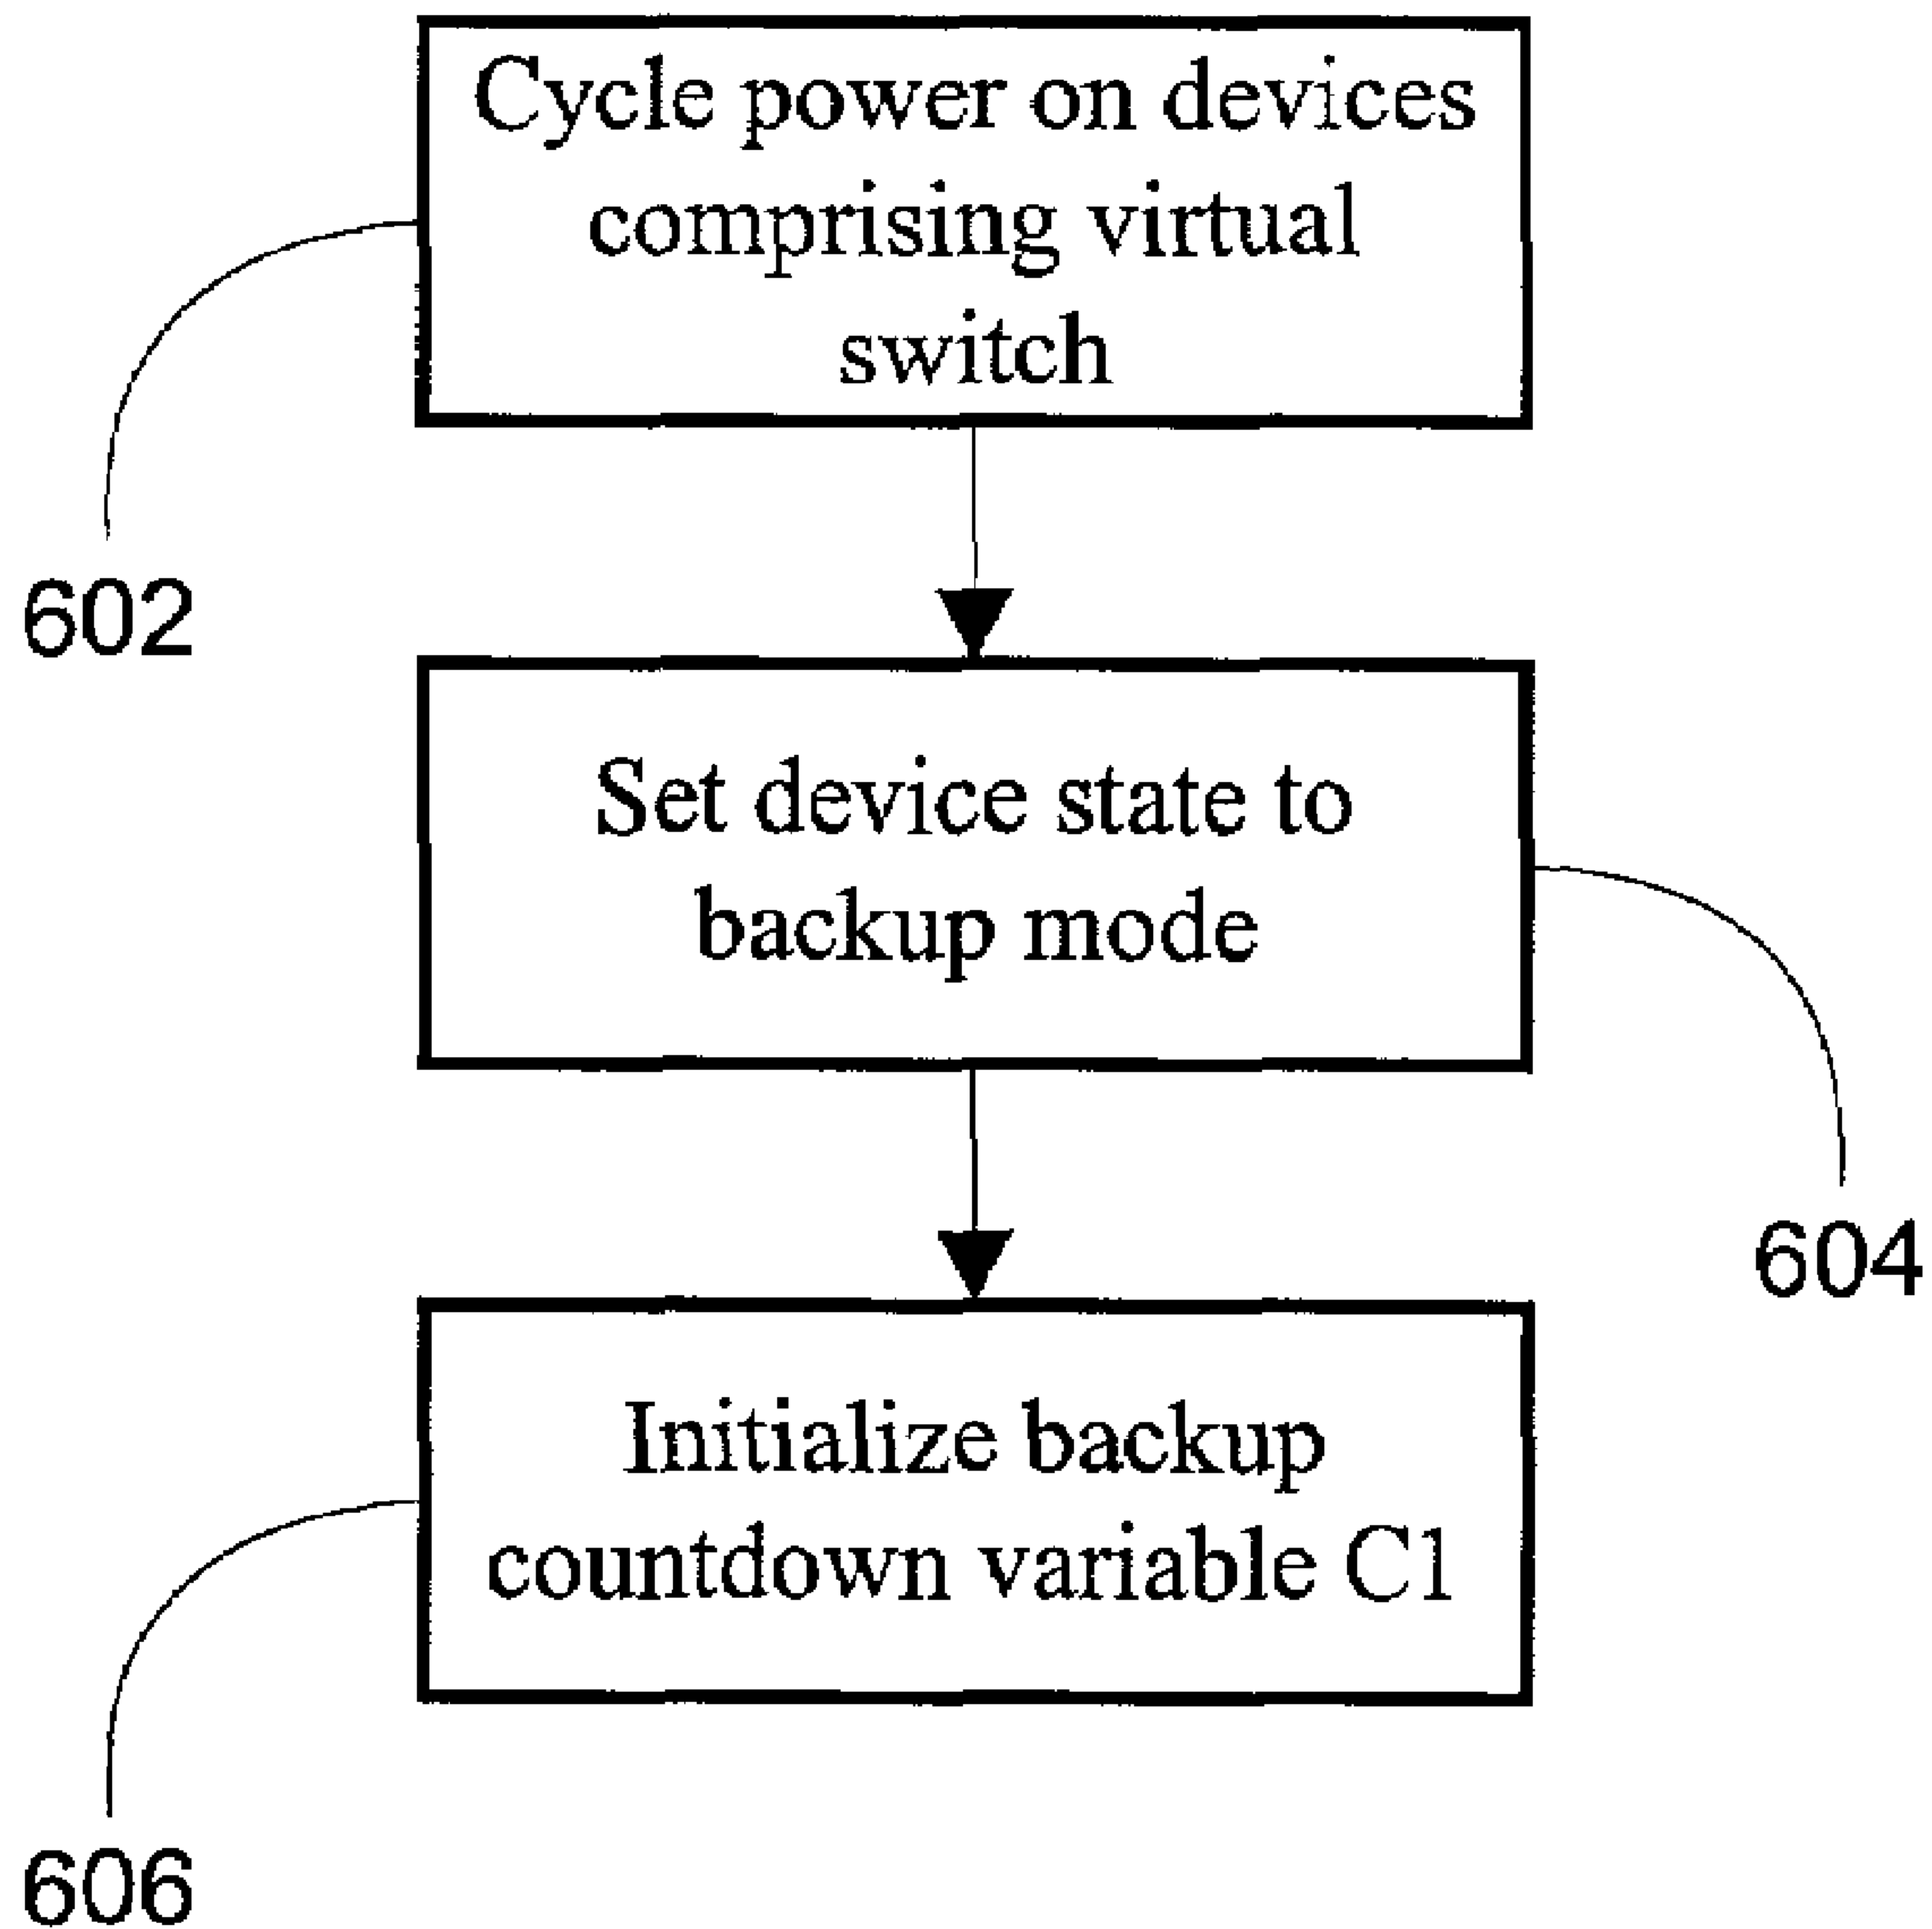 Cycle power on devices
comprising virtual
switch
602
Set device state to
backup mode
604
Initialize backup
countdown variable C1
606